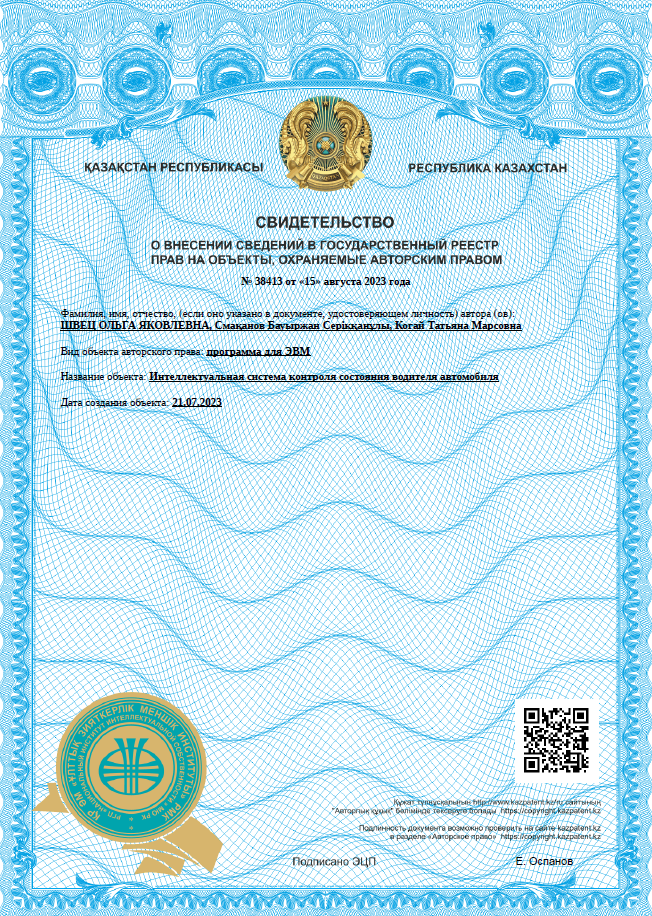 ҚАЗАҚСТАН РЕСПУБЛИКАСЫ
РЕСПУБЛИКА КАЗАХСТАН
СВИДЕТЕЛЬСТВО
О ВНЕСЕНИИ СВЕДЕНИЙ В ГОСУДАРСТВЕННЫЙ РЕЕСТР
ПРАВ НА ОБЪЕКТЫ, ОХРАНЯЕМЫЕ АВТОРСКИМ ПРАВОМ
№ 38413 от «15» августа 2023 года
Фамилия, имя, отчество, (если оно указано в документе, удостоверяющем личность) автора (ов):
ШВЕЦ ОЛЬГА ЯКОВЛЕВНА, Смақанов Бауыржан Серікқанұлы, Когай Татьяна Марсовна
Вид объекта авторского права: программа для ЭВМ
Название объекта: Интеллектуальная система контроля состояния водителя автомобиля
Дата создания объекта: 21.07.2023
ҰЛТТЫҚ ЗИЯТКЕРЛІК МЕНШІК ИНСТИТУТЫ
НАЦИОНАЛЬНЫЙ ИНСТИТУТ ИНТЕЛЛЕКТУАЛЬНОЙ СОБСТВЕННОСТИ
Құжат түпнұсқалығын http://www.kazpatent.kz/ru сайтының
"Авторлық құқық" бөлімінде тексеруге болады https://copyright.kazpatent.kz
Подлинность документа возможно проверить на сайте kazpatent.kz
в разделе «Авторское право» https://copyright.kazpatent.kz
Подписано ЭЦП
Е. Оспанов